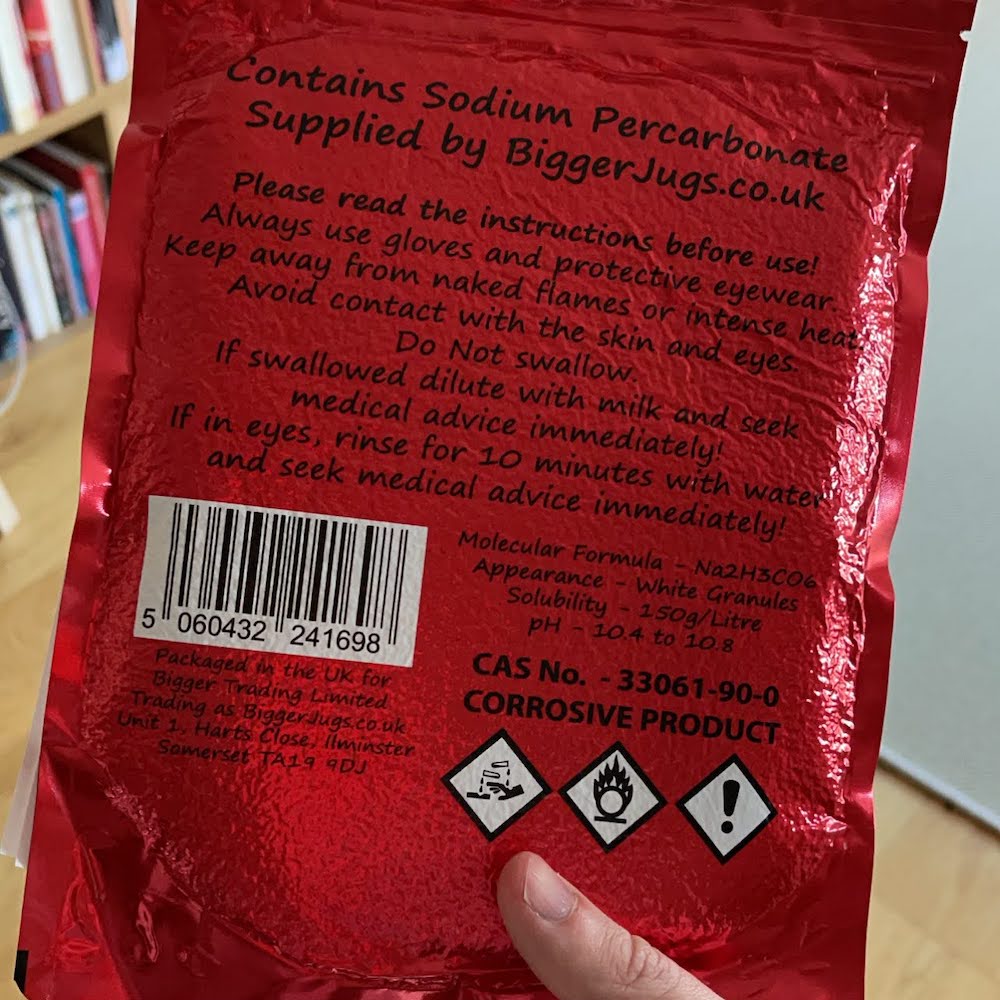 Contains Sodium Percarbonate
Supplied by BiggerJugs.co.uk
Please read the instructions before use!
Always use gloves and protective eyewear.
Keep away from naked flames or intense heat.
Avoid contact with the skin and eyes.
Do Not swallow.
If swallowed dilute with milk and seek
medical advice immediately!
If in eyes, rinse for 10 minutes with water
and seek medical advice immediately!
5 060432 241698
Packaged in the UK for
Bigger Trading Limited
Trading as BiggerJugs.co.uk
Unit 1, Harts Close, Ilminster
Somerset TA19 9DJ
Molecular Formula - Na2H3CO6
Appearance - White Granules
Solubility - 150g/Litre
pH - 10.4 to 10.8
CAS No. - 33061-90-0
CORROSIVE PRODUCT